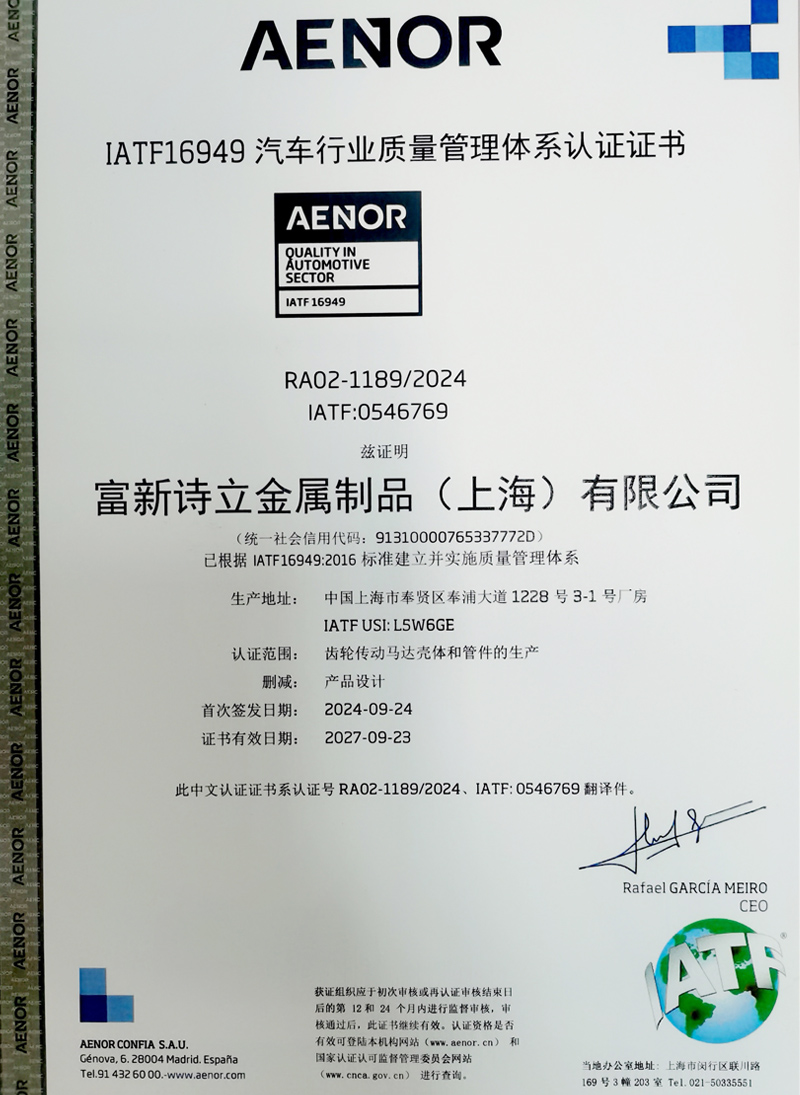 AENOR
IATF16949 汽车行业质量管理体系认证证书
AENOR
QUALITY IN
AUTOMOTIVE
SECTOR
IATF 16949
RA02-1189/2024
IATF:0546769
兹证明
富新诗立金属制品（上海）有限公司
（统一社会信用代码：91310000765337772D）
已根据 IATF16949:2016 标准建立并实施质量管理体系
生产地址： 中国上海市奉贤区奉浦大道 1228 号 3-1 号厂房
IATF USI: L5W6GE
认证范围： 齿轮传动马达壳体和管件的生产
删减： 产品设计
首次签发日期： 2024-09-24
证书有效日期： 2027-09-23
此中文认证证书系认证号 RA02-1189/2024、IATF: 0546769 翻译件。
Rafael GARCÍA MEIRO
CEO
IATF
®
AENOR CONFIA S.A.U.
Génova, 6. 28004 Madrid. España
Tel.91 432 60 00.-www.aenor.com
获证组织应于初次审核或再认证审核结束日
后的第 12 和 24 个月内进行监督审核，审
核通过后，此证书继续有效。认证资格是否
有效可登陆本机构网站（www.aenor.cn）和
国家认证认可监督管理委员会网站
（www.cnca.gov.cn）进行查询。
当地办公室地址：上海市闵行区联川路
169 号 3 幢 203 室 Tel.021-50335551
AENOR
AENOR
AENOR
AENOR
AENOR
AENOR
AENOR
AENOR
AENOR
AENOR
AENOR
AENOR
AENOR